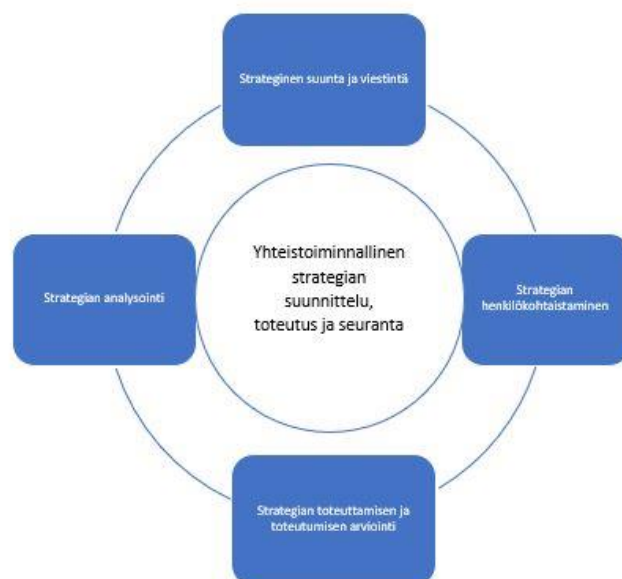 Strateginen suunta ja viestintä
Yhteistoiminnallinen
strategian
suunnittelu,
toteutus ja seuranta
Strategian analysointi
Strategian
henkilökohtaistaminen
Strategian toteuttamisen ja
toteutumisen arviointi